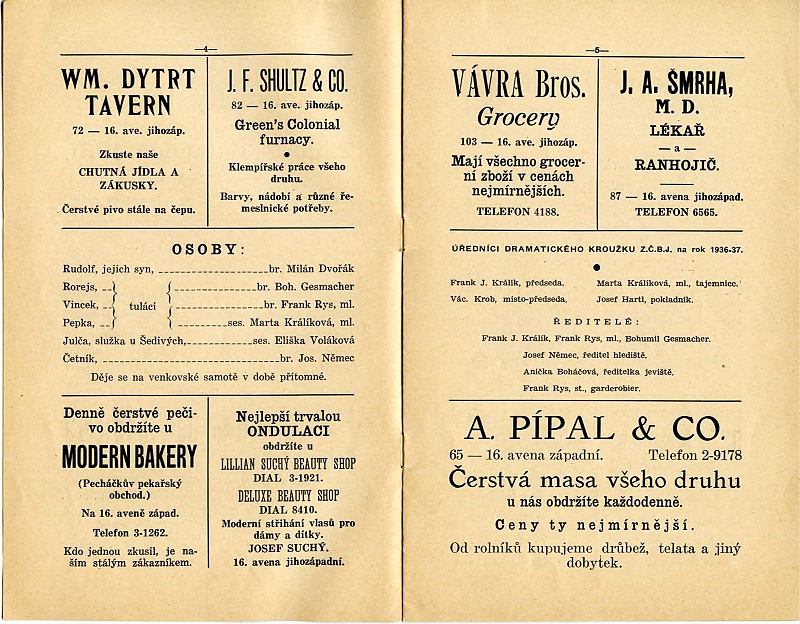 —4—
WM. DYTRT
TAVERN
72 — 16. ave. jihozáp.
Zkuste naše
CHUTNÁ JÍDLA A
ZÁKUSKY.
Čerstvé pivo stále na čepu.
J. F. SHULTZ & CO.
82 — 16. ave. jihozáp.
Green's Colonial
furnacy.
Klempířské práce všeho
druhu.
Barvy, nádobí a různé ře-
meslnické potřeby.
OSOBY:
Rudolf, jejich syn, br. Milán Dvořák
Rorejs, br. Boh. Gesmacher
Vincek, tuláci br. Frank Rys, ml.
Pepka, ses. Marta Králíková, ml.
Julča, služka u Šedivých, ses. Eliška Voláková
Četník, br. Jos. Němec
Děje se na venkovské samotě v době přítomné.
Denně čerstvé peči-
vo obdržíte u
MODERN BAKERY
(Pecháčkův pekařský
obchod.)
Na 16. aveně západ.
Telefon 3-1262.
Kdo jednou zkusil, je na-
ším stálým zákazníkem.
Nejlepší trvalou
ONDULACI
obdržíte u
LILLIAN SUCHÝ BEAUTY SHOP
DIAL 3-1921.
DELUXE BEAUTY SHOP
DIAL 8410.
Moderní stříhání vlasů pro
dámy a dítky.
JOSEF SUCHÝ.
16. avena jihozápadní.
—5—
VÁVRA Bros.
Grocery
103 — 16. ave. jihozáp.
Mají všechno grocer-
ní zboží v cenách
nejmírnějších.
TELEFON 4188.
J. A. ŠMRHA,
M. D.
LÉKAŘ
— a —
RANHOJIČ.
87 — 16. avena jihozápad.
TELEFON 6565.
ÚŘEDNÍCI DRAMATICKÉHO KROUŽKU Z.Č.B.J. na rok 1936-37.
Frank J. Králík, předseda. Marta Králíková, ml., tajemnice.
Vác. Krob, místo-předseda, Josef Hartl, pokladník.
ŘEDITELÉ:
Frank J. Králík, Frank Rys, ml., Bohumil Gesmacher.
Josef Němec, ředitel hlediště.
Anička Boháčová, ředitelka jeviště.
Frank Rys, st., garderobier.
A. PÍPAL & CO.
65 — 16. avena západní. Telefon 2-9178
Čerstvá masa všeho druhu
u nás obdržíte každodenně.
Ceny ty nejmírnější.
Od rolníků kupujeme drůbež, telata a jiný
dobytek.